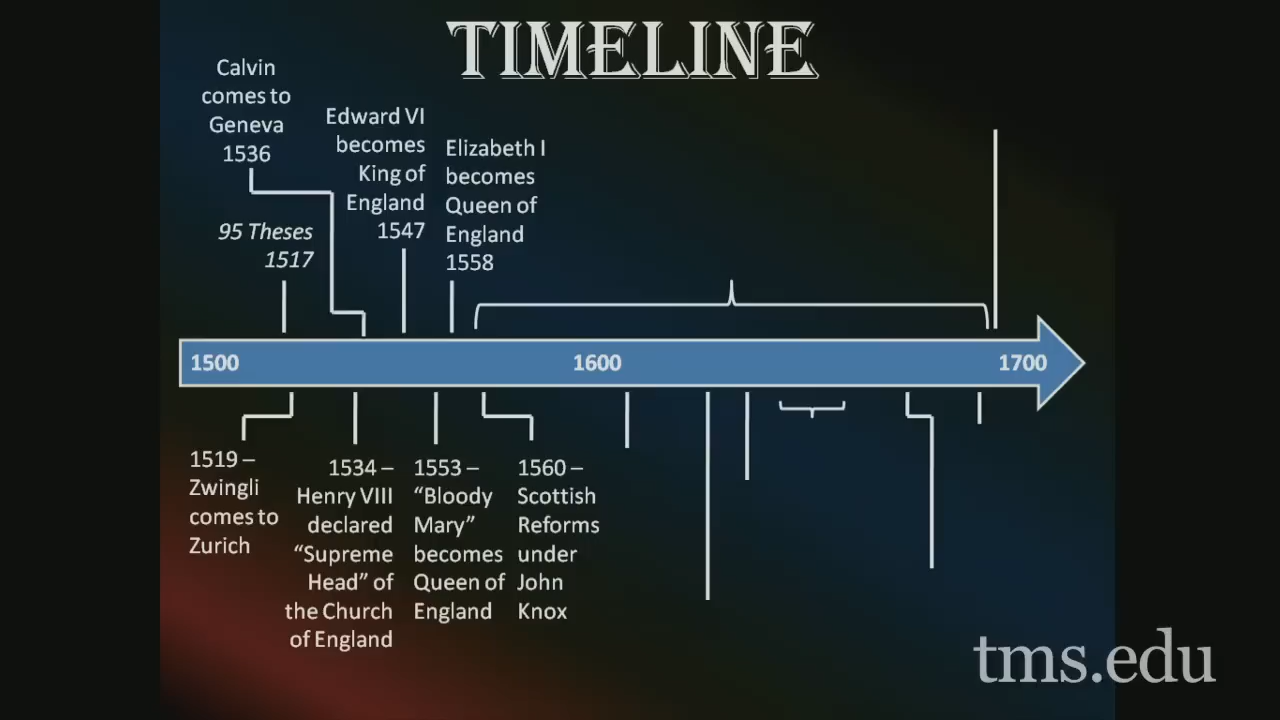 TIMELINE
Calvin
comes to
Geneva
1536
95 Theses
1517
Edward VI
becomes
King of
England
1547
Elizabeth I
becomes
Queen of
England
1558
1500
1600
1700
1519 –
Zwingli
comes to
Zurich
1534 –
Henry VIII
declared
“Supreme
Head” of
the Church
of England
1553 –
“Bloody
Mary”
becomes
Queen of
England
1560 –
Scottish
Reforms
under
John
Knox
tms.edu